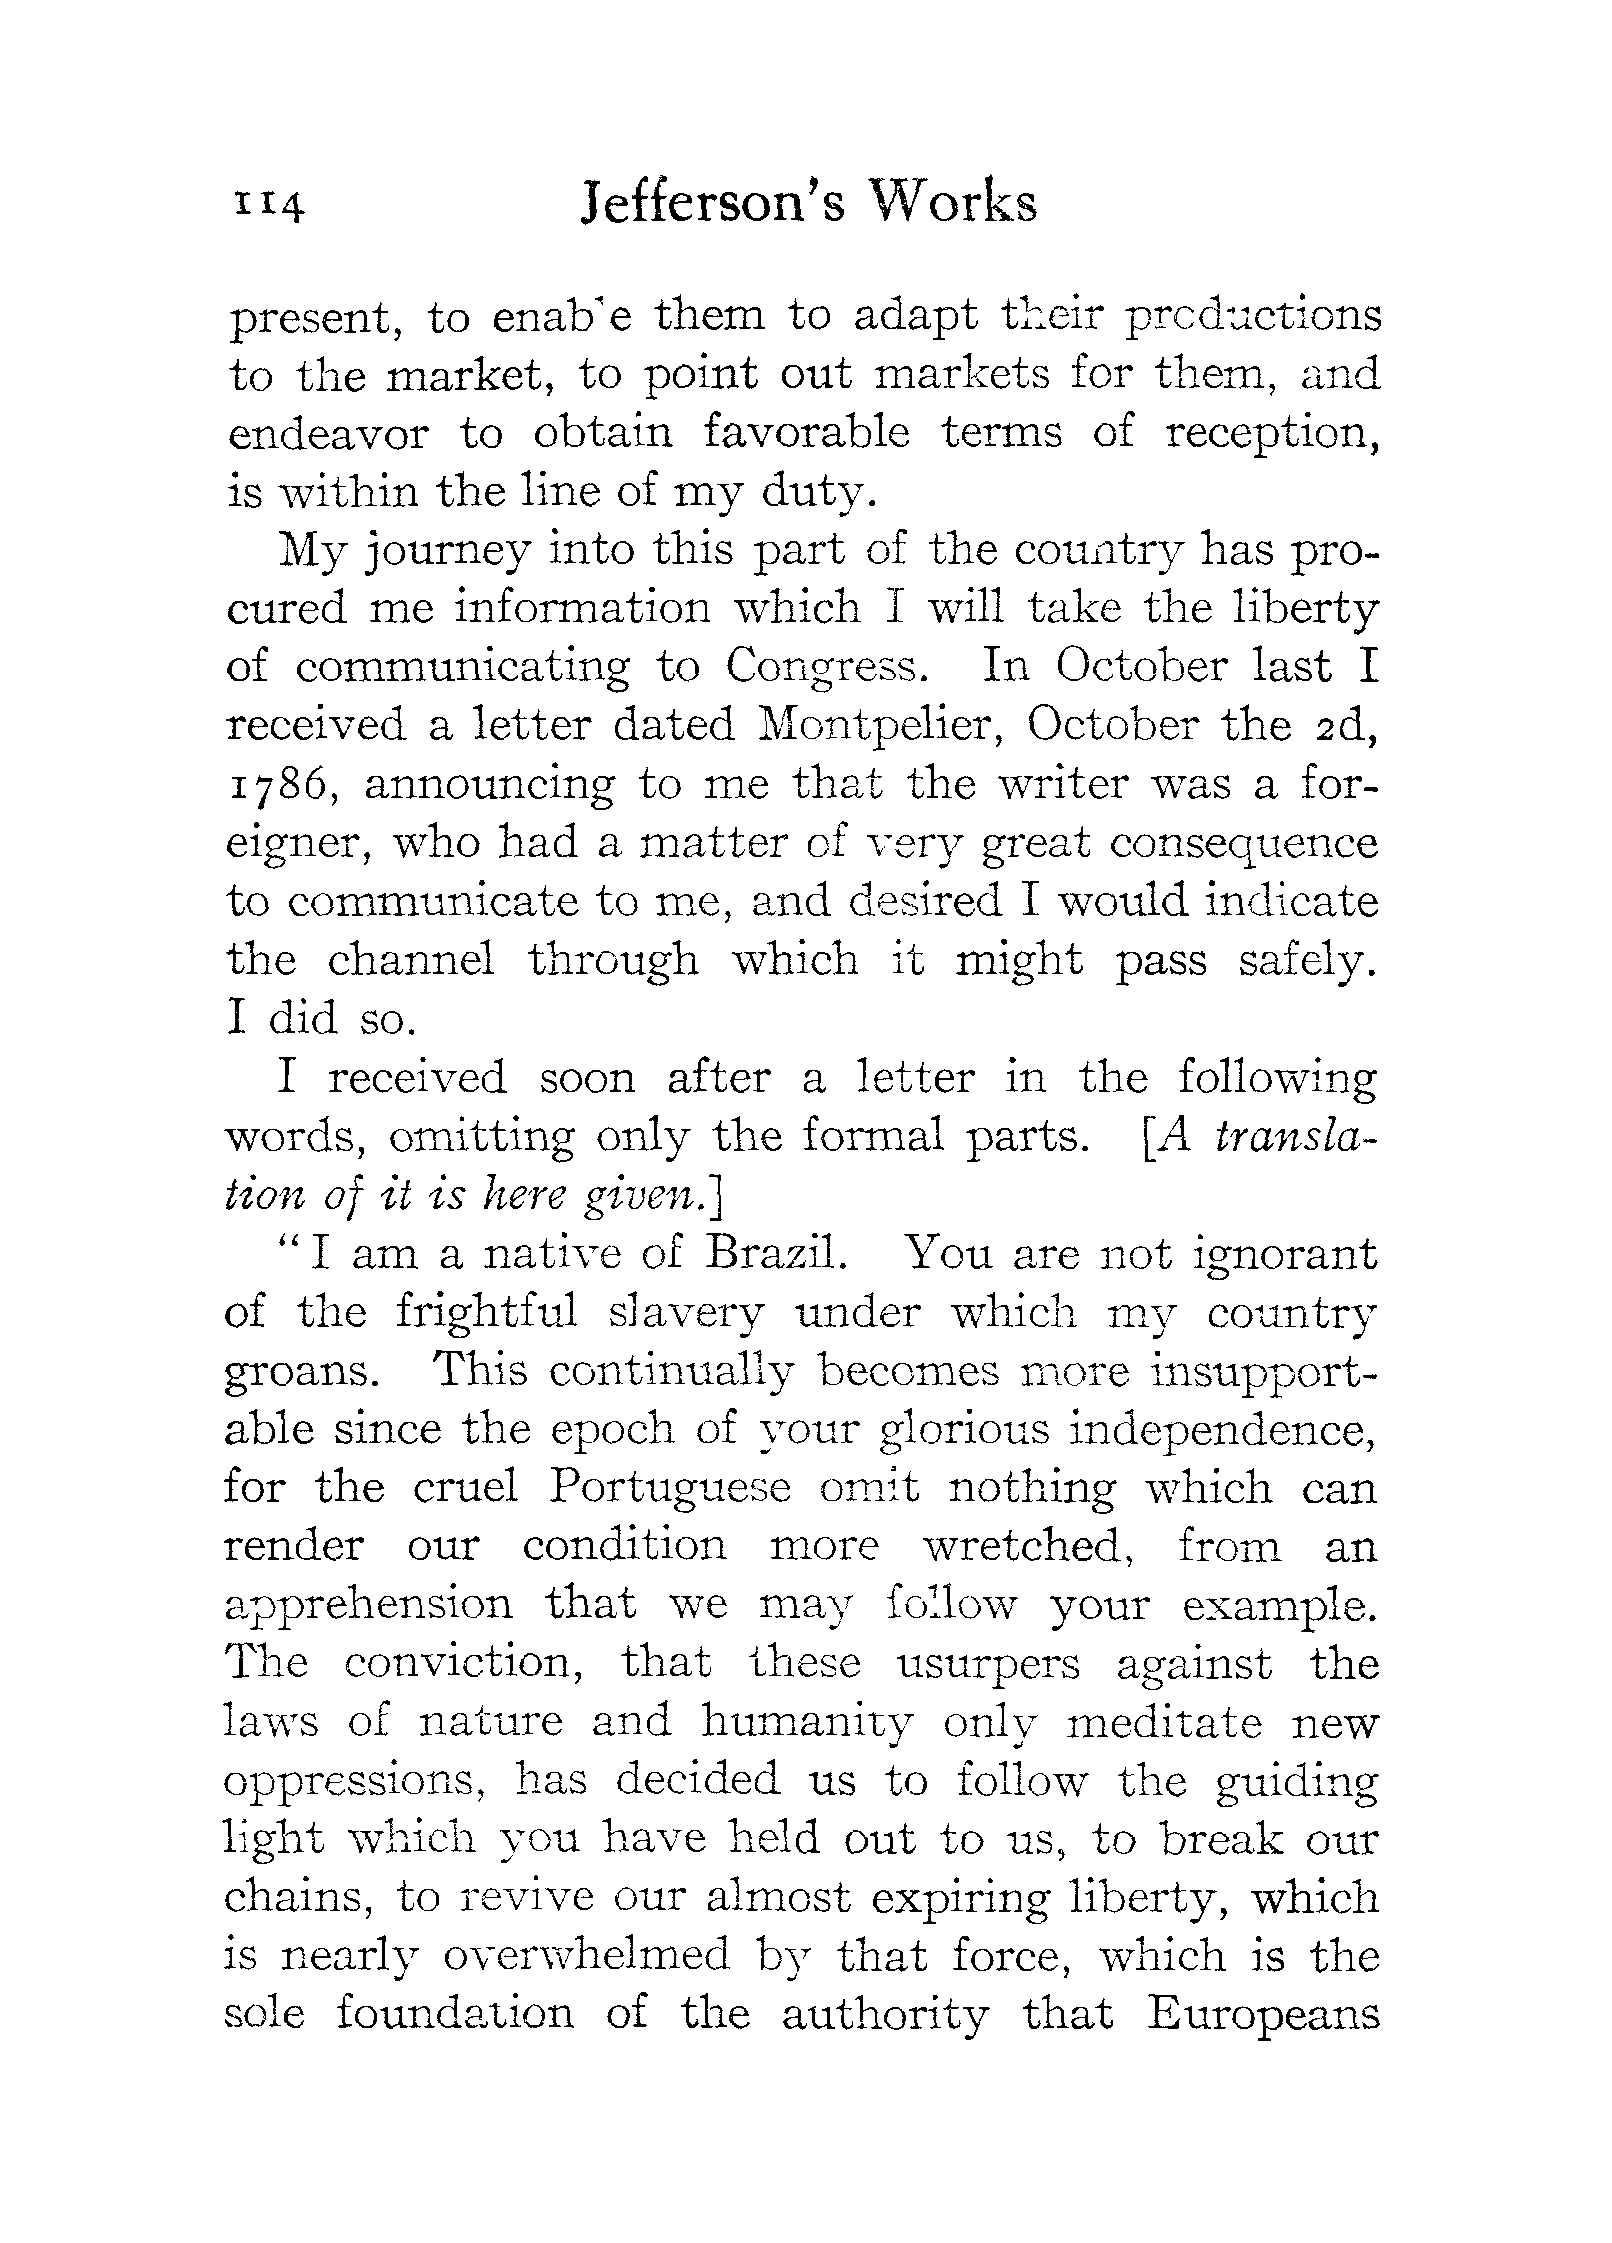 114 Jefferson's Works
present, to enable them to adapt their productions
to the market, to point out markets for them, and
endeavor to obtain favorable terms of reception,
is within the line of my duty.
My journey into this part of the country has pro-
cured me information which I will take the liberty
of communicating to Congress. In October last I
received a letter dated Montpelier, October the 2d,
1786, announcing to me that the writer was a for-
eigner, who had a matter of very great consequence
to communicate to me, and desired I would indicate
the channel through which it might pass safely.
I did so.
I received soon after a letter in the following
words, omitting only the formal parts. [A transla-
tion of it is here given.]
"I am a native of Brazil. You are not ignorant
of the frightful slavery under which my country
groans. This continually becomes more insupport-
able since the epoch of your glorious independence,
for the cruel Portuguese omit nothing which can
render our condition more wretched, from an
apprehension that we may follow your example.
The conviction, that these usurpers against the
laws of nature and humanity only meditate new
oppressions, has decided us to follow the guiding
light which you have held out to us, to break our
chains, to revive our almost expiring liberty, which
is nearly overwhelmed by that force, which is the
sole foundation of the authority that Europeans